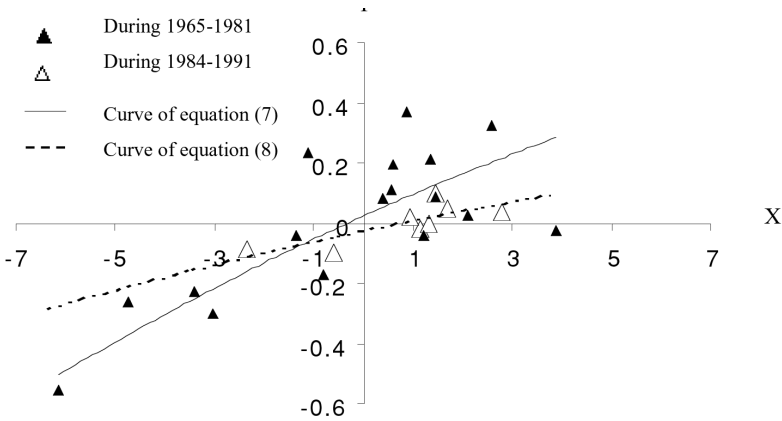 During 1965-1981
During 1984-1991
Curve of equation (7)
Curve of equation (8)
0.6
0.4
0.2
0
-0.2
-0.4
-0.6
-7 -5 -3 -1 1 3 5 7
X